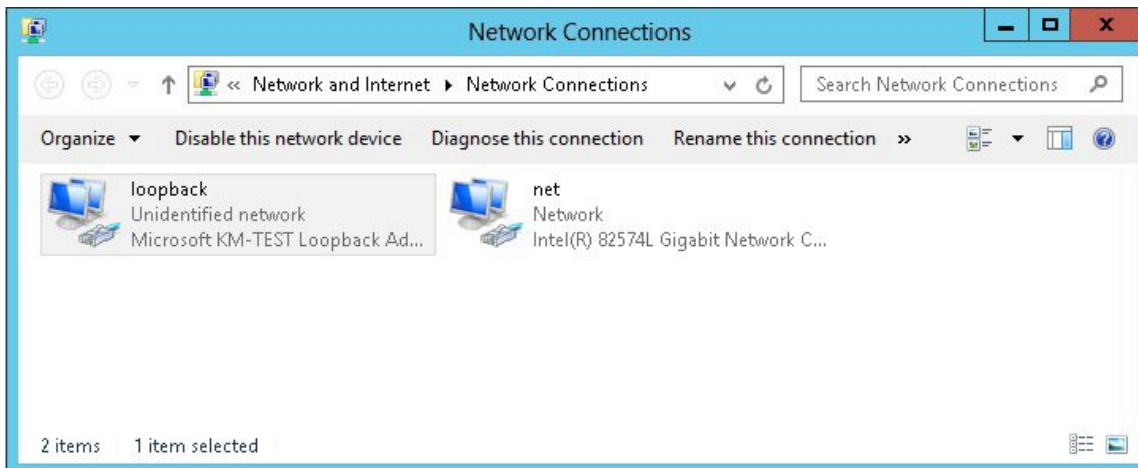 Network Connections
« Network and Internet Network Connections Search Network Connections
Organize Disable this network device Diagnose this connection Rename this connection »
loopback
Unidentified network
Microsoft KM-TEST Loopback Ad...
net
Network
Intel(R) 82574L Gigabit Network C...
2 items 1 item selected